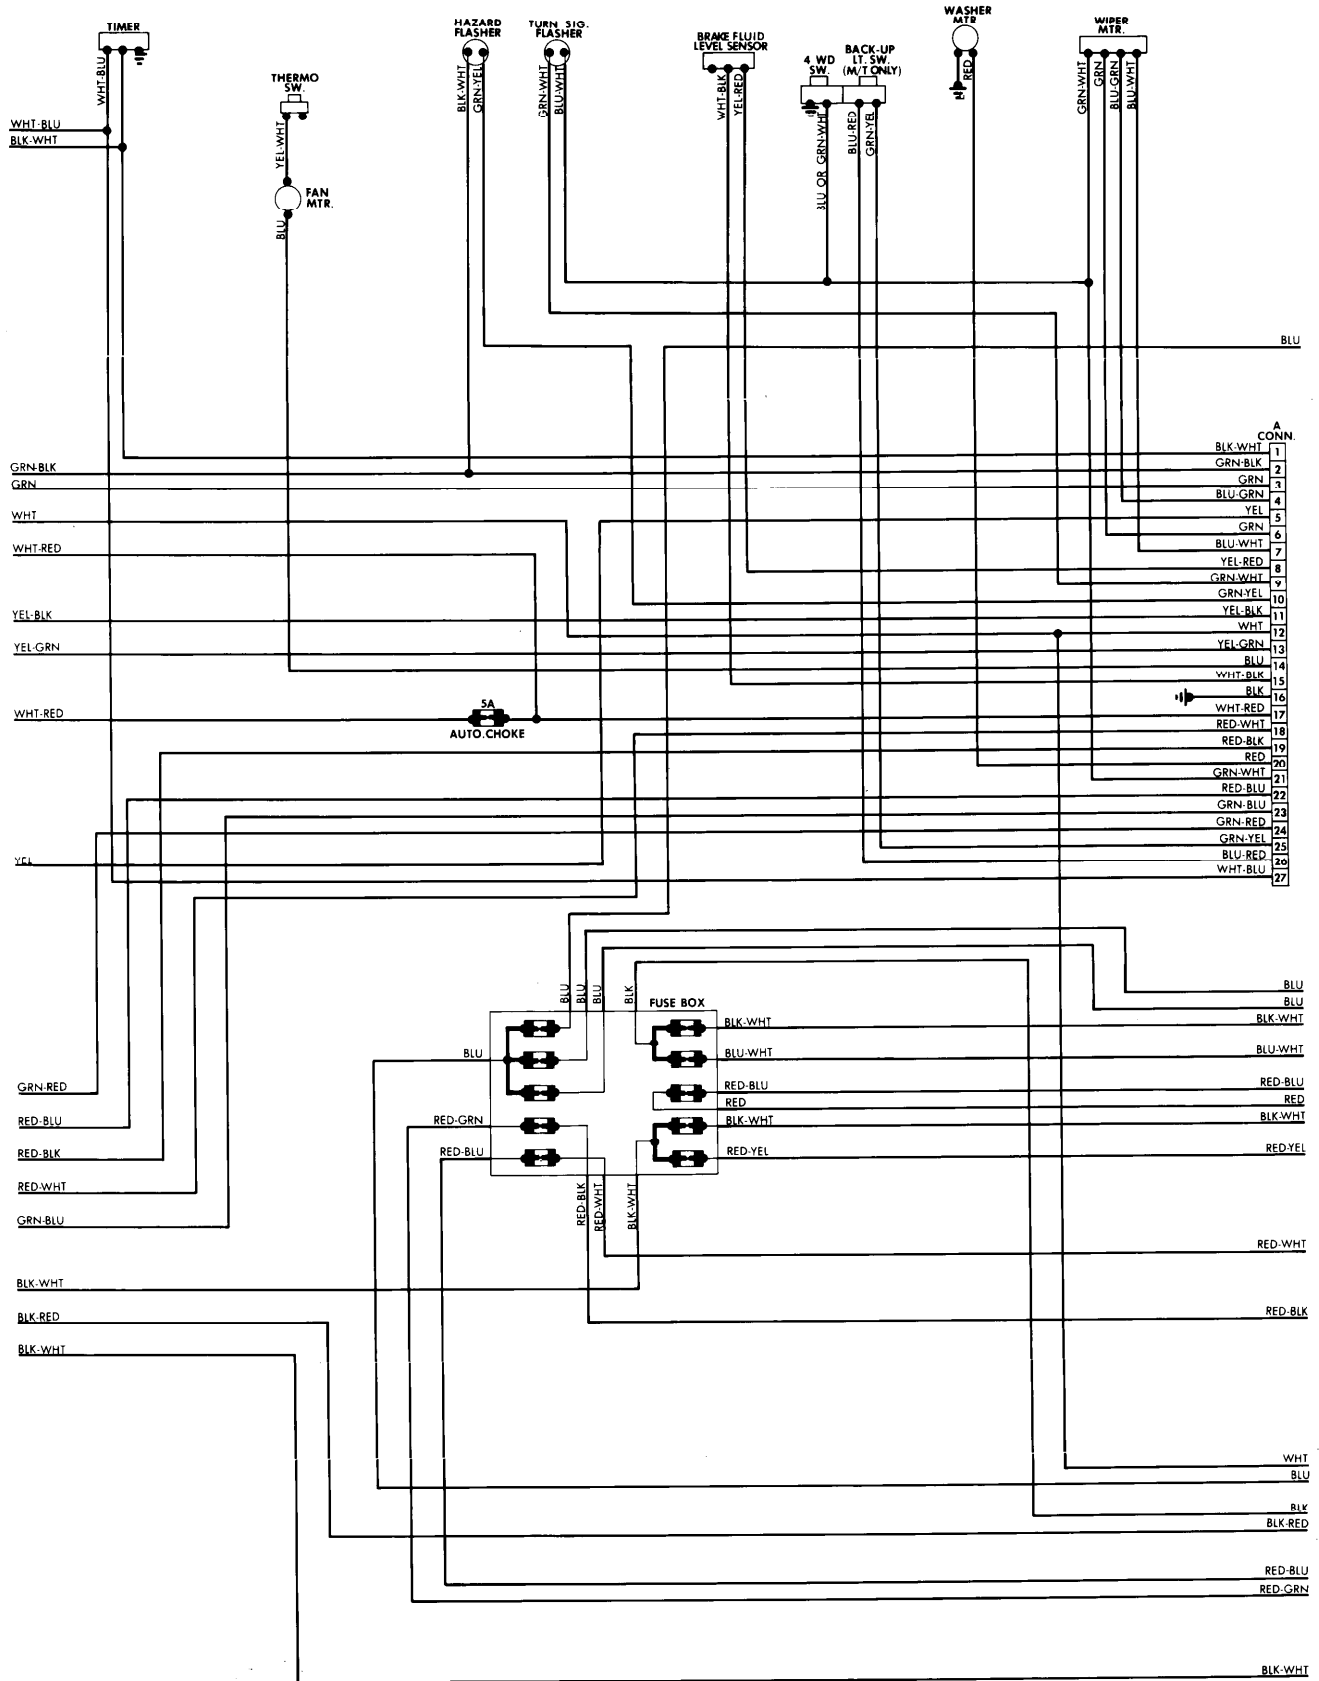 TIMER
HAZARD
FLASHER
TURN SIG.
FLASHER
BRAKE FLUID
LEVEL SENSOR
4 WD
SW.
BACK-UP
LT. SW.
(M/T ONLY)
WASHER
MTR
WIPER
MTR.
THERMO
SW.
WHT-BLU
YEL-WHT
BLK-WHT
GRN-YEL
GRN-WHT
BLU-WHT
WHT-BLK
YEL-RED
BLU OR GRN-WHT
BLU-RED
GRN-YEL
RED
GRN-WHT
GRN
BLU-GRN
BLU-WHT
WHT-BLU
BLK-WHT
FAN
MTR.
BLU
BLU
A
CONN.
BLK-WHT 1
GRN-BLK
GRN-BLK 2
GRN
GRN 3
BLU-GRN 4
WHT
YEL 5
GRN 6
WHT-RED
BLU-WHT 7
YEL-RED 8
GRN-WHT 9
GRN-YEL 10
YEL-BLK
YEL-BLK 11
WHT 12
YEL-GRN
YEL-GRN 13
BLU 14
WHT-BLK 15
BLK 16
WHT-RED
5A
AUTO.CHOKE
WHT-RED 17
RED-WHT 18
RED-BLK 19
RED 20
GRN-WHT 21
RED-BLU 22
GRN-BLU 23
GRN-RED 24
GRN-YEL 25
YEL
BLU-RED 26
WHT-BLU 27
BLU
BLU
BLU
BLK
FUSE BOX
BLU
BLU
BLK-WHT
BLK-WHT
BLU
BLU-WHT
BLU-WHT
GRN-RED
RED-BLU
RED-BLU
RED
RED
RED-BLU
RED-GRN
BLK-WHT
BLK-WHT
RED-BLK
RED-BLU
RED-YEL
RED-YEL
RED-WHT
RED-BLK
RED-WHT
BLK-WHT
GRN-BLU
RED-WHT
BLK-WHT
BLK-RED
RED-BLK
BLK-WHT
WHT
BLU
BLK
BLK-RED
RED-BLU
RED-GRN
BLK-WHT